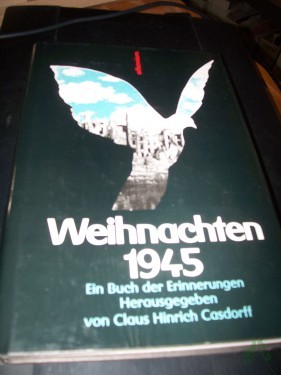 Weihnachten
1945
Ein Buch der Erinnerungen
Herausgegeben
von Claus Hinrich Casdorff